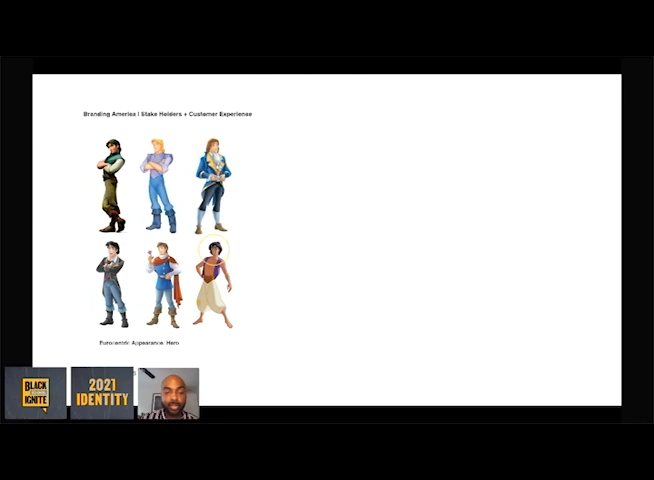 Branding America | Stake Holders + Customer Experience
Eurocentric Appearance: Hero
BLACK
IGNITE
2021
IDENTITY